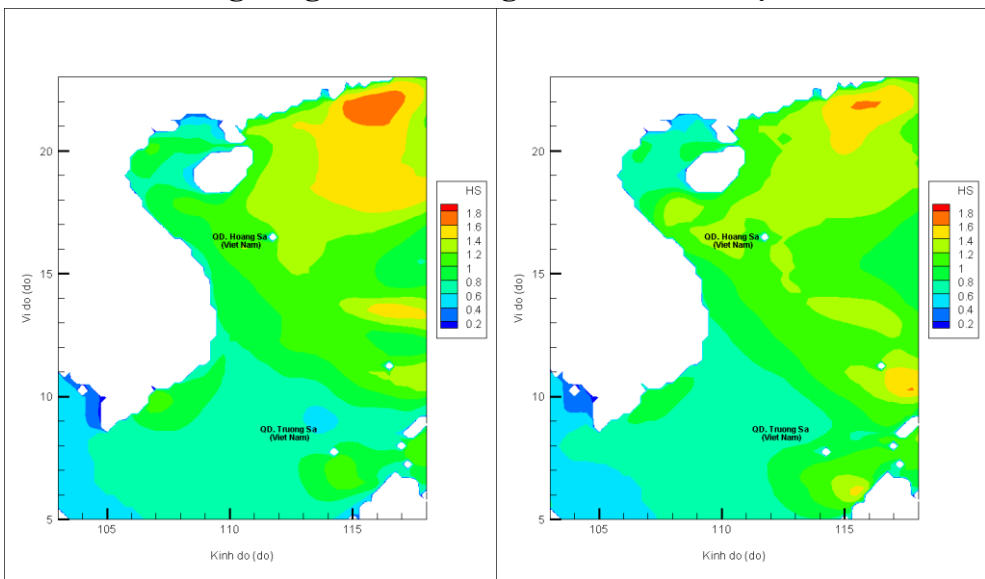 20
15
10
5
105
110
115
Vi do (do)
Kinh do (do)
QD. Hoang Sa
(Viet Nam)
QD. Truong Sa
(Viet Nam)
HS
1.8
1.6
1.4
1.2
1
0.8
0.6
0.4
0.2
20
15
10
5
105
110
115
Vi do (do)
Kinh do (do)
QD. Hoang Sa
(Viet Nam)
QD. Truong Sa
(Viet Nam)
HS
1.8
1.6
1.4
1.2
1
0.8
0.6
0.4
0.2